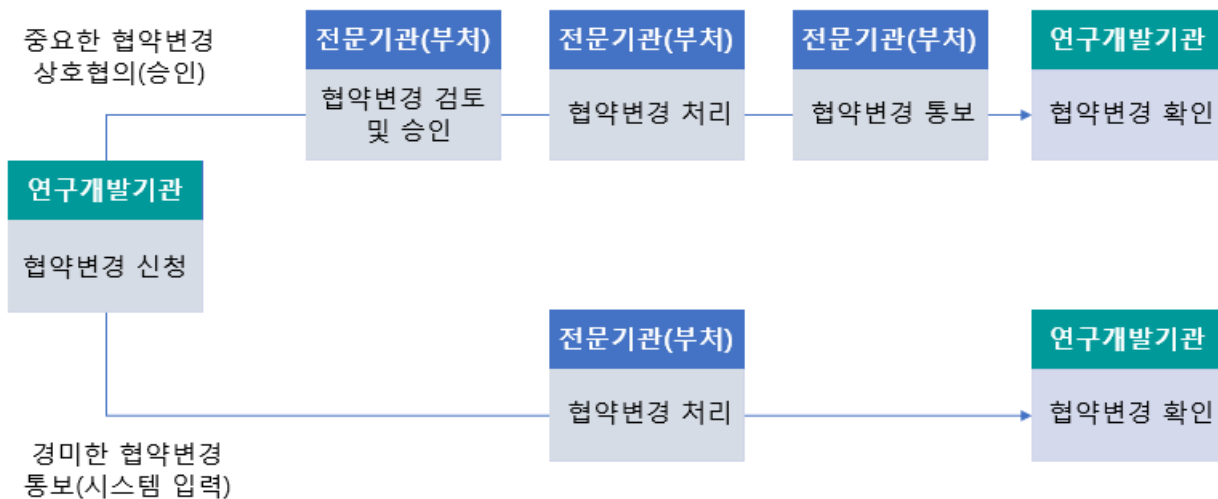 중요한 협약변경
상호협의(승인)
전문기관(부처)
협약변경 검토
및 승인
전문기관(부처)
협약변경 처리
전문기관(부처)
협약변경 통보
연구개발기관
협약변경 확인
연구개발기관
협약변경 신청
전문기관(부처)
협약변경 처리
연구개발기관
협약변경 확인
경미한 협약변경
통보(시스템 입력)